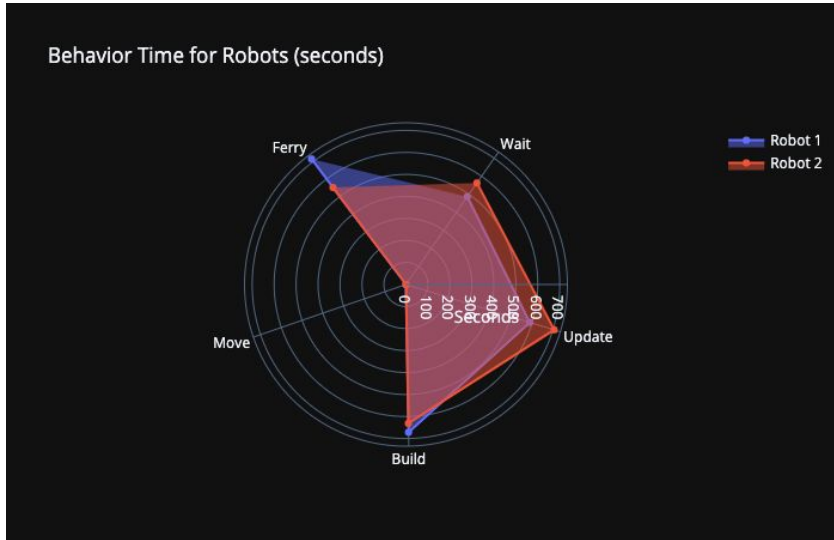 Behavior Time for Robots (seconds)
Ferry
Wait
Robot 1
Robot 2
0
100
200
300
400
500
600
700
Seconds
Update
Move
Build